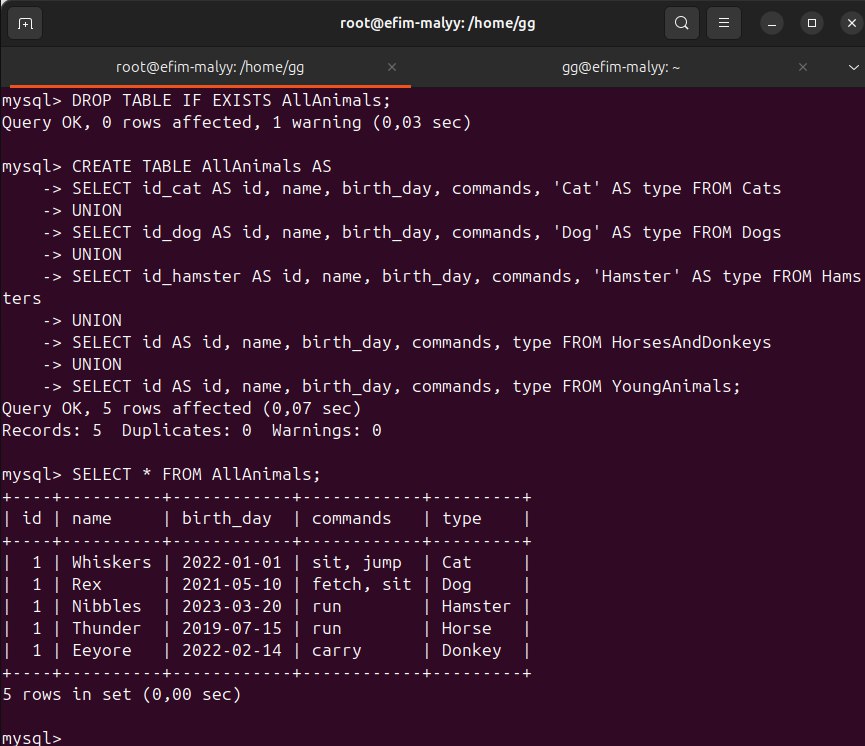 root@efim-malyy: /home/gg
root@efim-malyy: /home/gg
gg@efim-malyy: ~
mysql> DROP TABLE IF EXISTS AllAnimals;
Query OK, 0 rows affected, 1 warning (0,03 sec)
mysql> CREATE TABLE AllAnimals AS
    -> SELECT id_cat AS id, name, birth_day, commands, 'Cat' AS type FROM Cats
    -> UNION
    -> SELECT id_dog AS id, name, birth_day, commands, 'Dog' AS type FROM Dogs
    -> UNION
    -> SELECT id_hamster AS id, name, birth_day, commands, 'Hamster' AS type FROM Hams
ters
    -> UNION
    -> SELECT id AS id, name, birth_day, commands, type FROM HorsesAndDonkeys
    -> UNION
    -> SELECT id AS id, name, birth_day, commands, type FROM YoungAnimals;
Query OK, 5 rows affected (0,07 sec)
Records: 5  Duplicates: 0  Warnings: 0
mysql> SELECT * FROM AllAnimals;
+----+----------+------------+------------+---------+
| id | name     | birth_day  | commands   | type    |
+----+----------+------------+------------+---------+
|  1 | Whiskers | 2022-01-01 | sit, jump  | Cat     |
|  1 | Rex      | 2021-05-10 | fetch, sit | Dog     |
|  1 | Nibbles  | 2023-03-20 | run        | Hamster |
|  1 | Thunder  | 2019-07-15 | run        | Horse   |
|  1 | Eeyore   | 2022-02-14 | carry      | Donkey  |
+----+----------+------------+------------+---------+
5 rows in set (0,00 sec)
mysql>